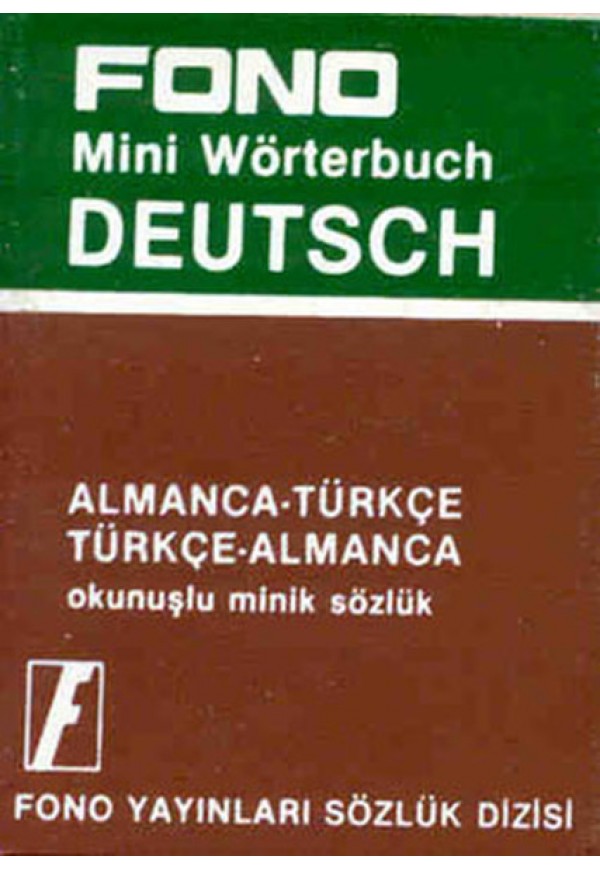 FONO
Mini Wörterbuch
DEUTSCH
ALMANCA-TÜRKÇE
TÜRKÇE-ALMANCA
okunuşlu minik sözlük
F
FONO YAYINLARI SÖZLÜK DİZİSİ